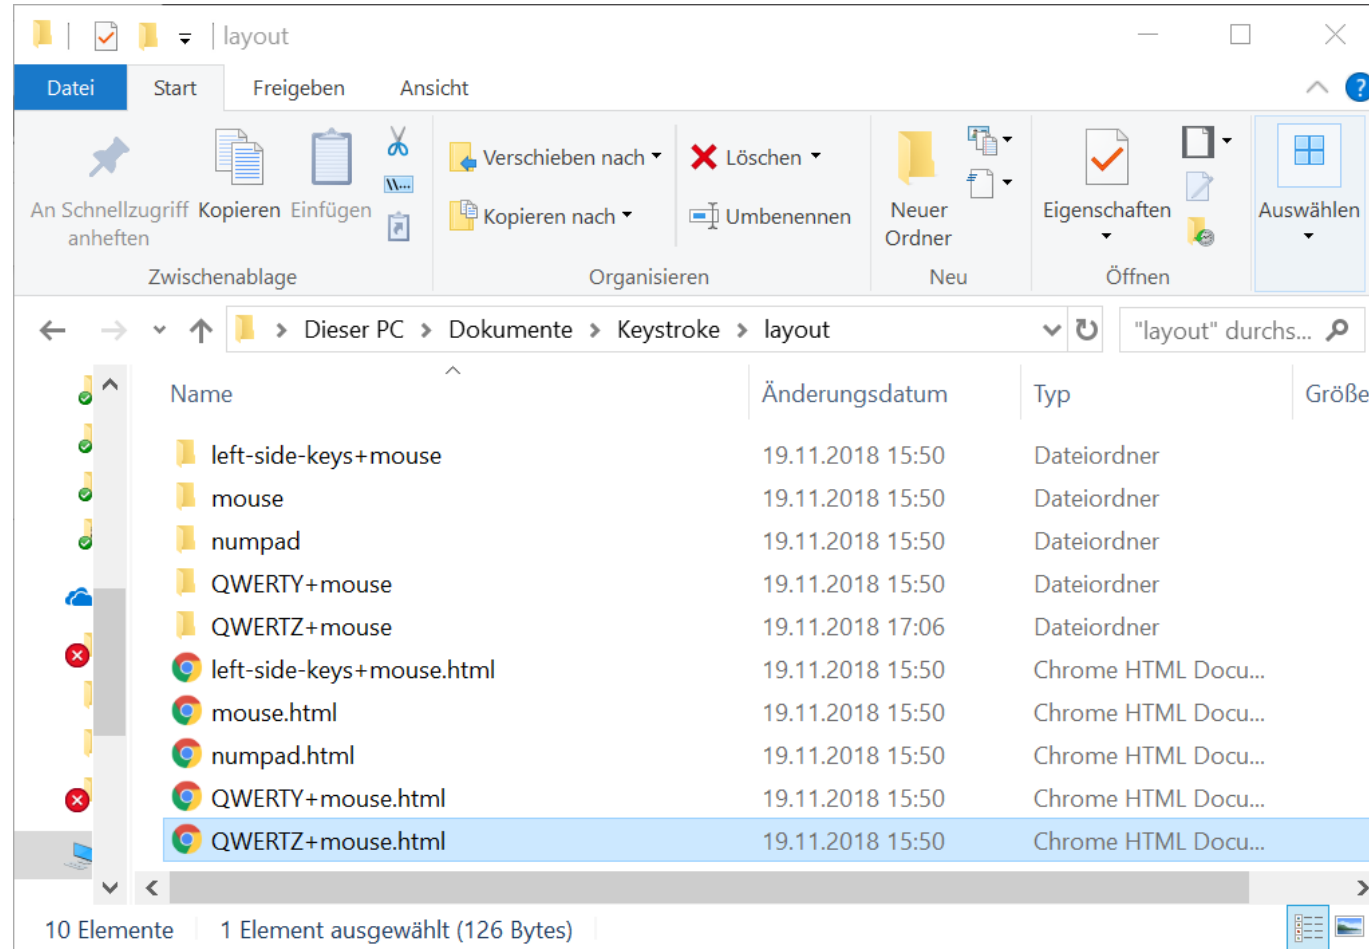 layout
Datei Start Freigeben Ansicht ?
An Schnellzugriff anheften Kopieren Einfügen \\...
Verschieben nach
Kopieren nach
Löschen
Umbenennen
Neuer Ordner
Eigenschaften
Auswählen
Zwischenablage Organisieren Neu Öffnen
Dieser PC > Dokumente > Keystroke > layout "layout" durchs...
Name Änderungsdatum Typ Größe
left-side-keys+mouse 19.11.2018 15:50 Dateiordner
mouse 19.11.2018 15:50 Dateiordner
numpad 19.11.2018 15:50 Dateiordner
QWERTY+mouse 19.11.2018 15:50 Dateiordner
QWERTZ+mouse 19.11.2018 17:06 Dateiordner
left-side-keys+mouse.html 19.11.2018 15:50 Chrome HTML Docu...
mouse.html 19.11.2018 15:50 Chrome HTML Docu...
numpad.html 19.11.2018 15:50 Chrome HTML Docu...
QWERTY+mouse.html 19.11.2018 15:50 Chrome HTML Docu...
QWERTZ+mouse.html 19.11.2018 15:50 Chrome HTML Docu...
10 Elemente 1 Element ausgewählt (126 Bytes)